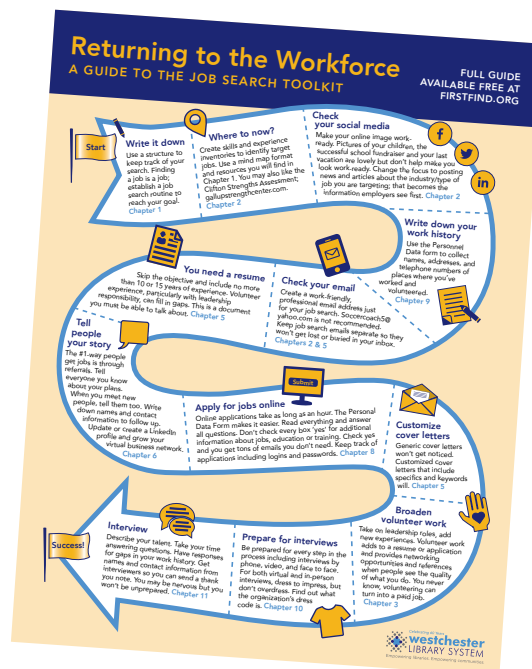 Returning to the Workforce
A GUIDE TO THE JOB SEARCH TOOLKIT
FULL GUIDE
AVAILABLE FREE AT
FIRSTFIND.ORG
Start
Write it down
Use a structure to
keep track of your
search. Finding
a job is a job;
establish a job
search routine to
reach your goal.
Chapter 1
Where to now?
Create skills and experience
inventories to identify target
jobs. Use a mind map format
and resources you will find in
Chapter 1. You may also like the
Clifton Strengths Assessment;
gallupstrengthcenter.com.
Chapter 2
Check
your social media
Make your online image work-
ready. Pictures of your children, the
successful school fundraiser and your last
vacation are lovely but don't help make you
look work-ready. Change the focus to posting
news and articles about the industry/type of
job you are targeting; that becomes the
information employers see first. Chapter 2
f
in
Write down your
work history
Use the Personnel
Data form to collect
names, addresses, and
telephone numbers of
places where you've
worked and
volunteered.
Chapter 9
Check your email
Create a work-friendly,
professional email address just
for your job search. Soccercoach5@
yahoo.com is not recommended.
Keep job search emails separate so they
won't get lost or buried in your inbox.
Chapters 2 & 5
You need a resume
Skip the objective and include no more
than 10 or 15 years of experience. Volunteer
experience, particularly with leadership
responsibility, can fill in gaps. This is a document
you must be able to talk about. Chapter 5
Tell
people
your story
The #1-way people
get jobs is through
referrals. Tell
everyone you know
about your plans.
When you meet new
people, tell them too. Write
down names and contact
information to follow up.
Update or create a LinkedIn
profile and grow your
virtual business network.
Chapter 6
Submit
Apply for jobs online
Online applications take as long as an hour. The Personal
Data Form makes it easier. Read everything and answer
all questions. Don't check every box 'yes' for additional
information about jobs, education or training. Check yes
and you get tons of emails you don't need. Keep track of
applications including logins and passwords. Chapter 8
Customize
cover letters
Generic cover letters
won't get noticed.
Customized cover
letters that include
specifics and keywords
will. Chapter 5
Broaden
volunteer work
Take on leadership roles, add
new experiences. Volunteer work
adds to a resume or application
and provides networking
opportunities and references
when people see the quality
of what you do. You never
know, volunteering can
turn into a paid job.
Chapter 3
Prepare for interviews
Be prepared for every step in the
process including interviews by
phone, video, and face to face.
For both virtual and in-person
interviews, dress to impress, but
don't overdress. Find out what
the organization's dress
code is. Chapter 10
Interview
Describe your talent. Take your time
answering questions. Have responses
for gaps in your work history. Get
names and contact information from
interviewers so you can send a thank
you note. You may be nervous but you
won't be unprepared. Chapter 11
Success!
Celebrating 60 Years
westchester
LIBRARY SYSTEM
Empowering libraries. Empowering communities.